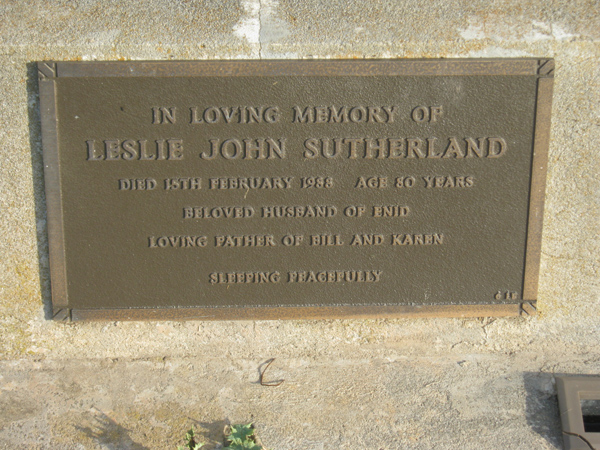 IN LOVING MEMORY OF
LESLIE JOHN SUTHERLAND
DIED 15TH FEBRUARY 1988 AGE 80 YEARS
BELOVED HUSBAND OF ENID
LOVING FATHER OF BILL AND KAREN
SLEEPING PEACEFULLY